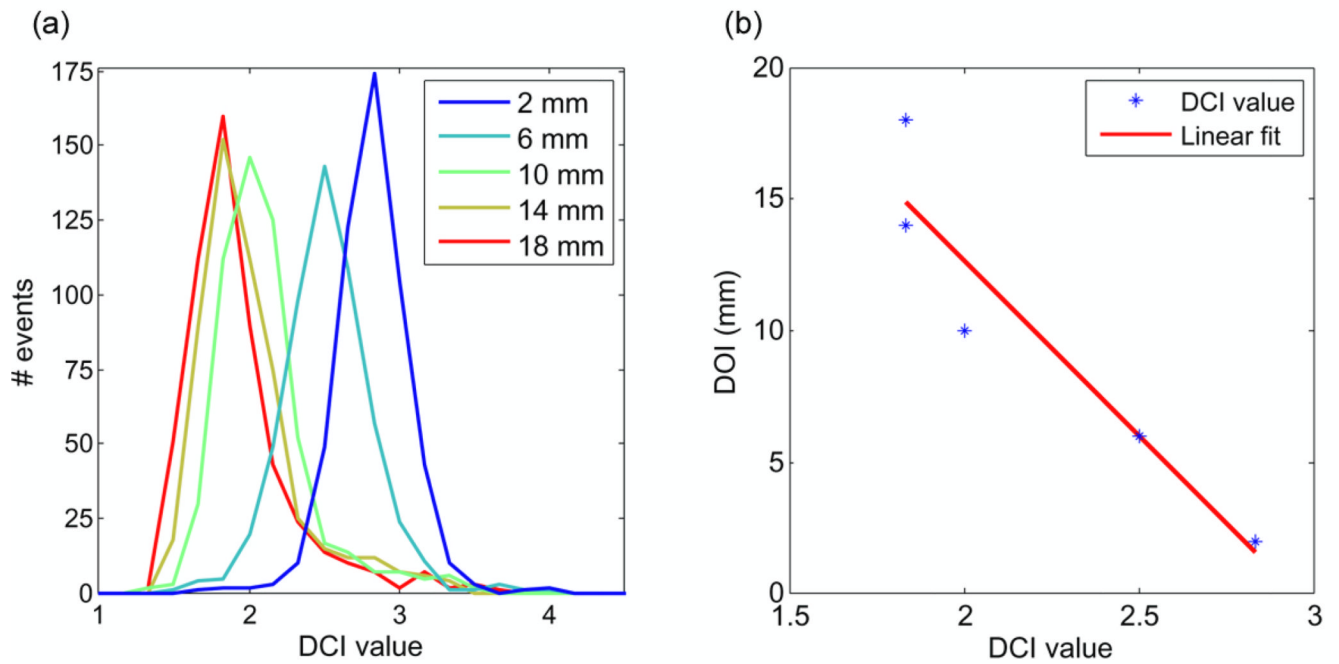 (a)
175
150
125
100
75
50
25
0
# events
1 2 3 4
DCI value
2 mm
6 mm
10 mm
14 mm
18 mm
(b)
20
15
10
5
0
DOI (mm)
1.5 2 2.5 3
DCI value
DCI value
Linear fit